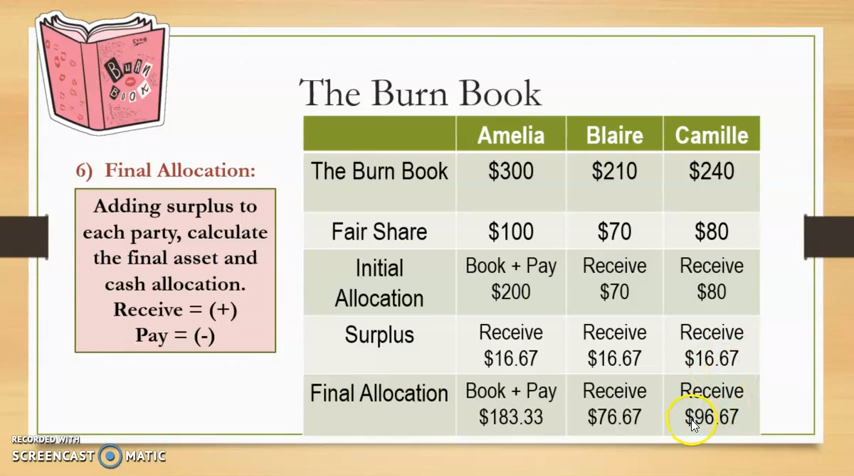 BURN
BOOK
The Burn Book
6) Final Allocation:
Adding surplus to
each party, calculate
the final asset and
cash allocation.
Receive = (+)
Pay = (-)
Amelia Blaire Camille
The Burn Book $300 $210 $240
Fair Share $100 $70 $80
Initial Book + Pay Receive Receive
Allocation $200 $70 $80
Surplus Receive Receive Receive
$16.67 $16.67 $16.67
Final Allocation Book + Pay Receive Receive
$183.33 $76.67 $96.67
RECORDED WITH
SCREENCAST MATIC